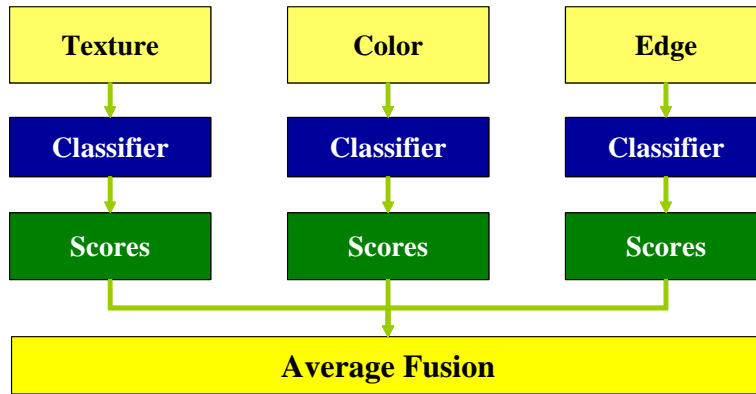 Texture
Color
Edge
Classifier
Classifier
Classifier
Scores
Scores
Scores
Average Fusion